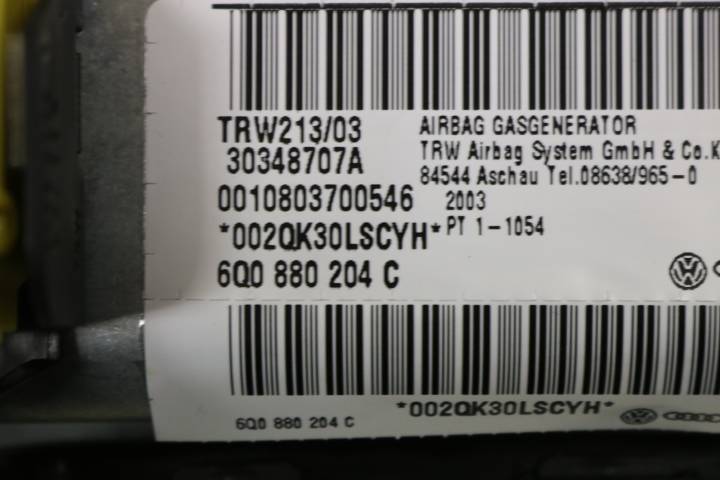 TRW213/03
30348707A
0010803700546
*002QK30LSCYH*
6Q0 880 204 C
AIRBAG GASGENERATOR
TRW Airbag System GmbH & Co.K
84544 Aschau Tel.08638/965-0
2003
PT 1-1054
6Q0 880 204 C
*002QK30LSCYH*